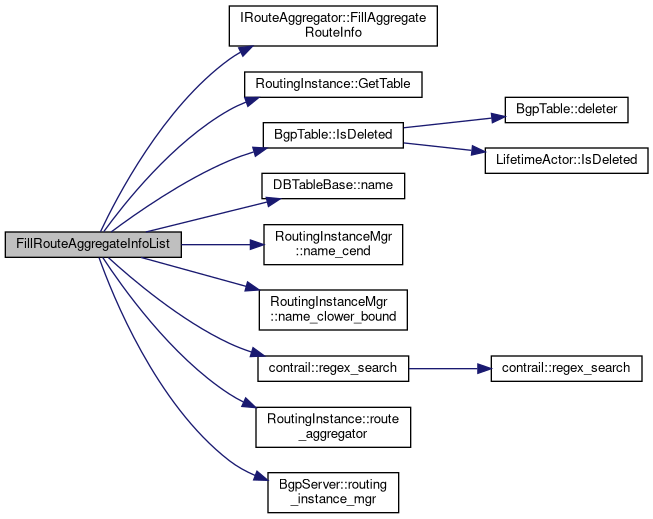 IRouteAggregator::FillAggregate
RouteInfo
RoutingInstance::GetTable
BgpTable::deleter
BgpTable::IsDeleted
LifetimeActor::IsDeleted
DBTableBase::name
FillRouteAggregateInfoList
RoutingInstanceMgr
::name_cend
RoutingInstanceMgr
::name_clower_bound
contrail::regex_search
contrail::regex_search
RoutingInstance::route
_aggregator
BgpServer::routing
_instance_mgr